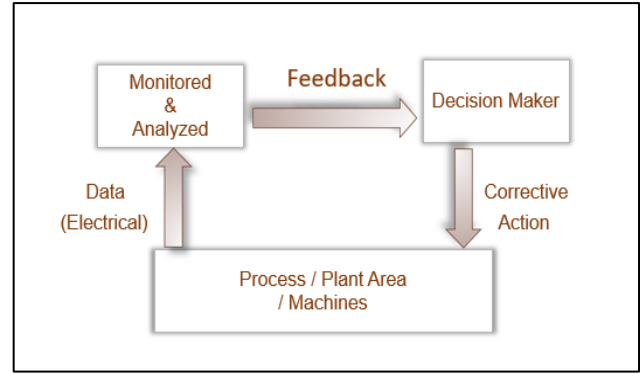 Monitored
&
Analyzed
Feedback
Decision Maker
Data
(Electrical)
Corrective
Action
Process / Plant Area
/ Machines